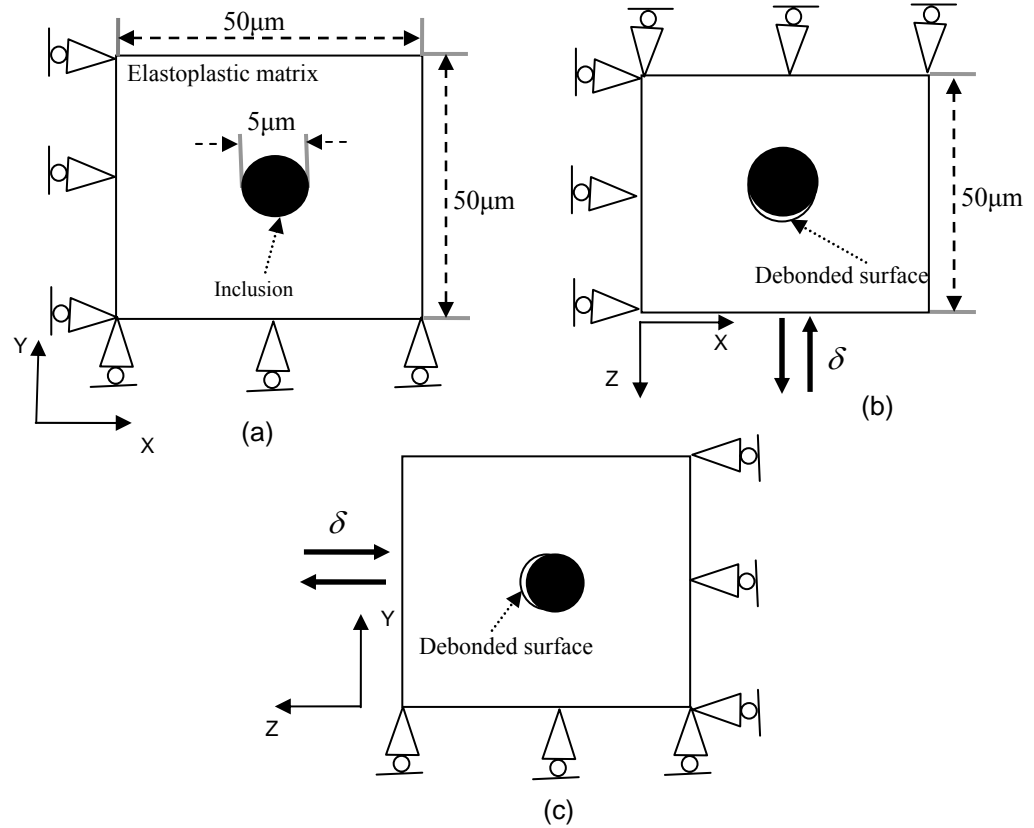 50μm
Elastoplastic matrix
5μm
50μm
Inclusion
Y
X
(a)
50μm
Debonded surface
X
Z
δ
(b)
δ
Y
Debonded surface
Z
(c)